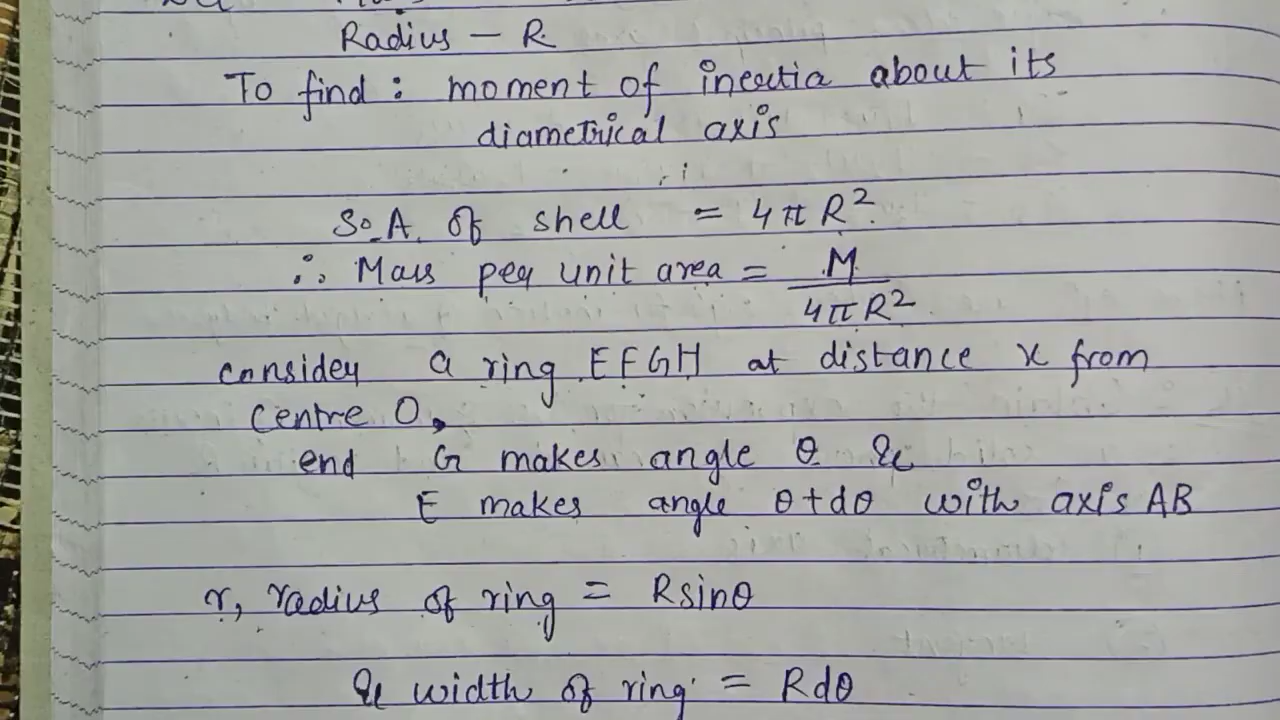 Radius – R
To find : moment of inertia about its
diametrical axis
S.A. of shell = 4πR²
∴ Mass per unit area = M
4πR²
consider a ring EFGH at distance x from
centre O,
end G makes angle θ &
E makes angle θ+dθ with axis AB
r, radius of ring = Rsinθ
& width of ring = Rdθ